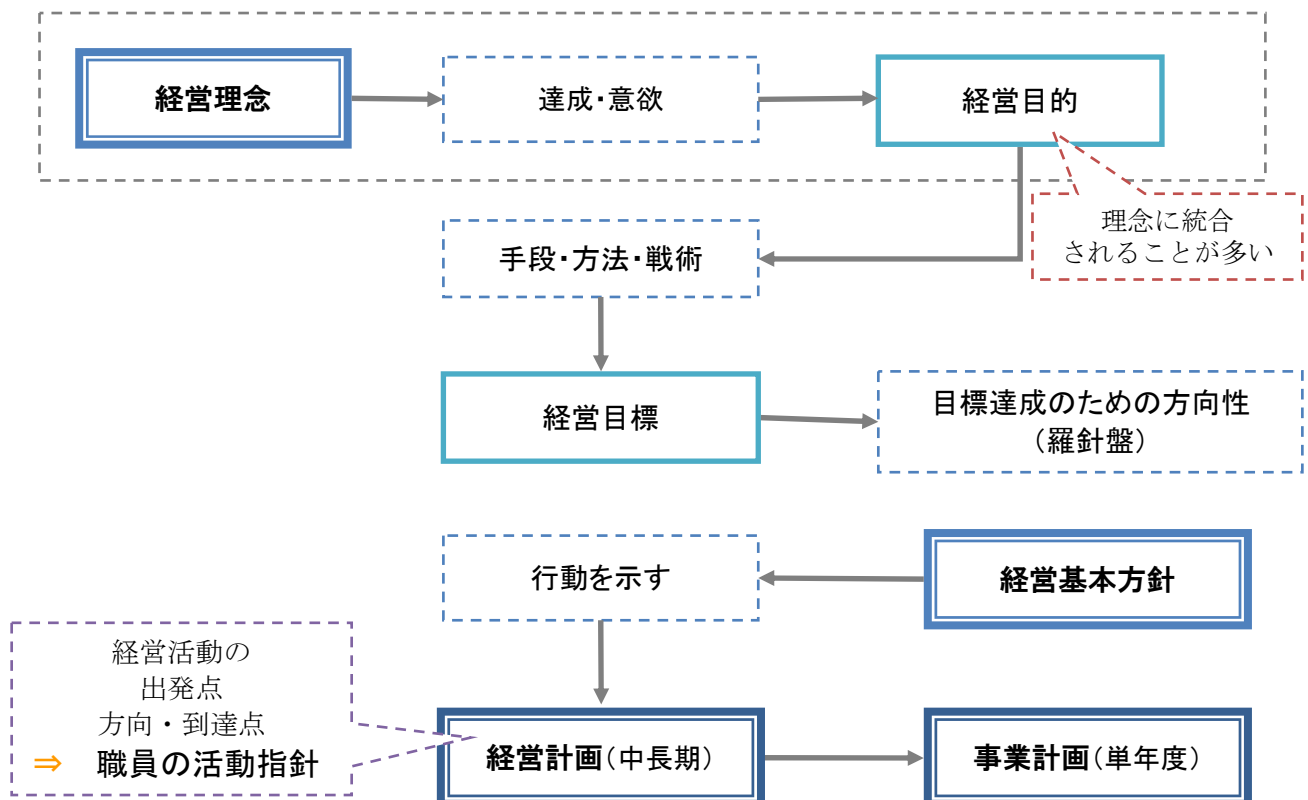 経営理念
達成・意欲
経営目的
理念に統合
されることが多い
手段・方法・戦術
経営目標
目標達成のための方向性
（羅針盤）
行動を示す
経営基本方針
経営活動の
出発点
方向・到達点
⇒ 職員の活動指針
経営計画（中長期）
事業計画（単年度）